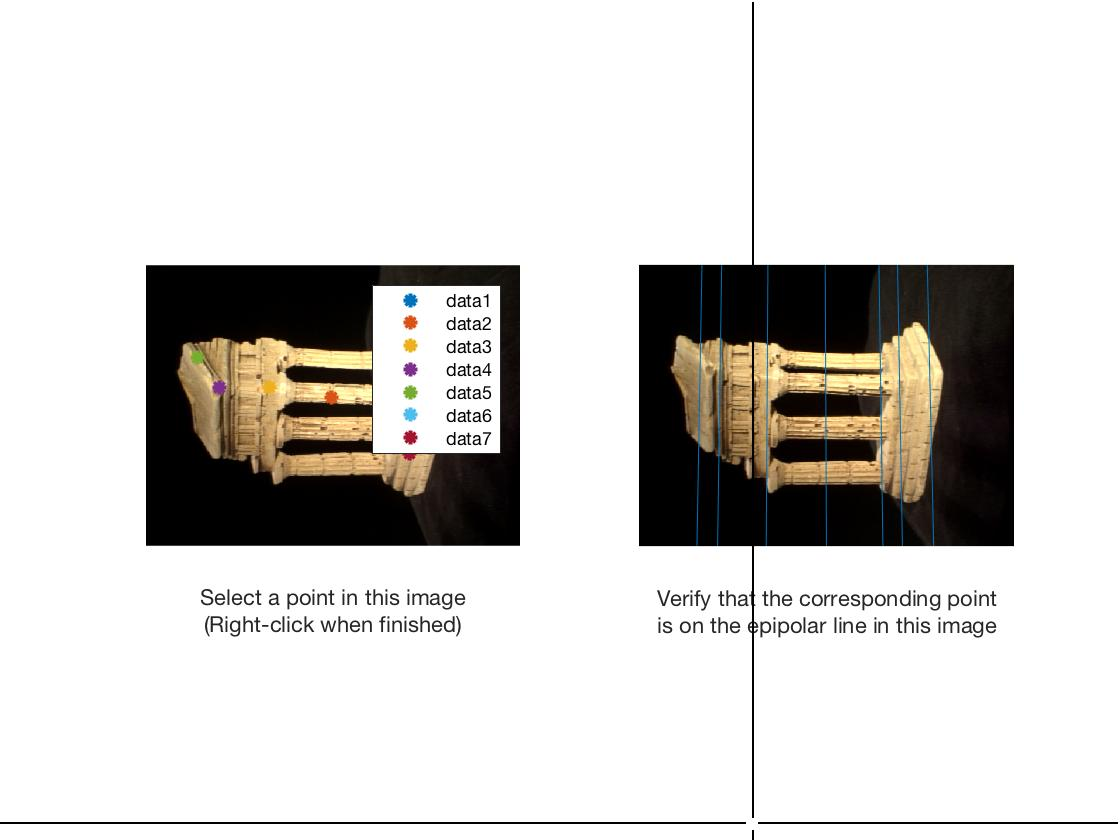 data1
data2
data3
data4
data5
data6
data7
Select a point in this image
(Right-click when finished)
Verify that the corresponding point
is on the epipolar line in this image